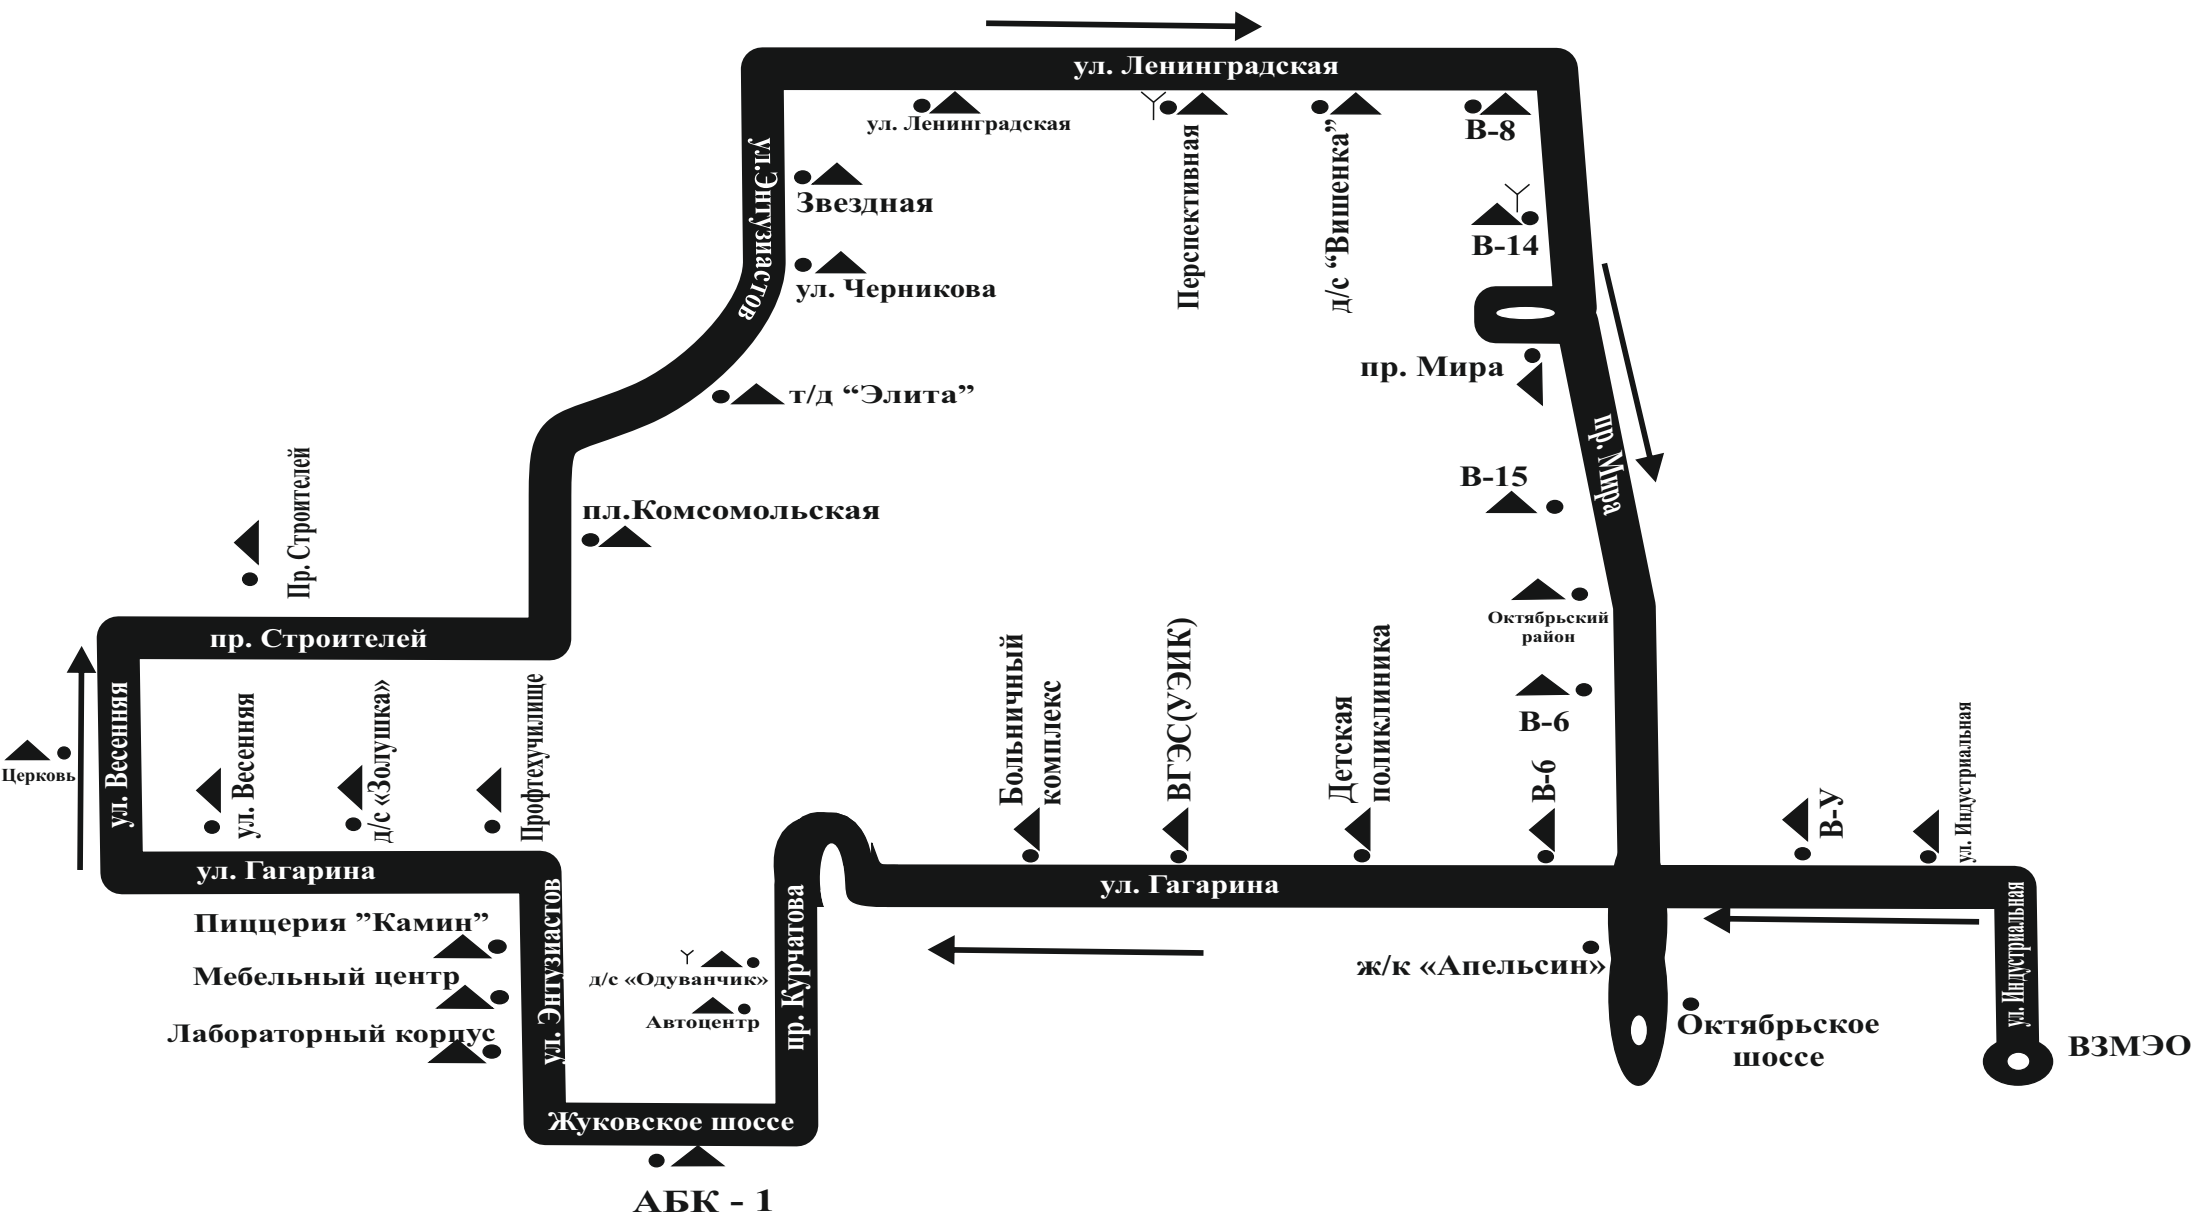 ул. Ленинградская
ул. Ленинградская
Перспективная
д/с “Вишенка”
В-8
ул.Энтузиастов
Звездная
ул. Черникова
В-14
пр. Мира
т/д “Элита”
пр. Мира
В-15
пл.Комсомольская
Пр. Строителей
Октябрьский
район
пр. Строителей
В-6
Церковь
ул. Весенняя
ул. Весенняя
д/с «Золушка»
Профтехучилище
Больничный
комплекс
ВГЭС(УЭИК)
Детская
поликлиника
В-6
В-У
ул. Индустриальная
ул. Гагарина
ул. Гагарина
Пиццерия ”Камин”
Мебельный центр
Лабораторный корпус
ул. Энтузиастов
д/с «Одуванчик»
Автоцентр
пр. Курчатова
ж/к «Апельсин»
Октябрьское
шоссе
ул. Индустриальная
ВЗМЭО
Жуковское шоссе
АБК - 1